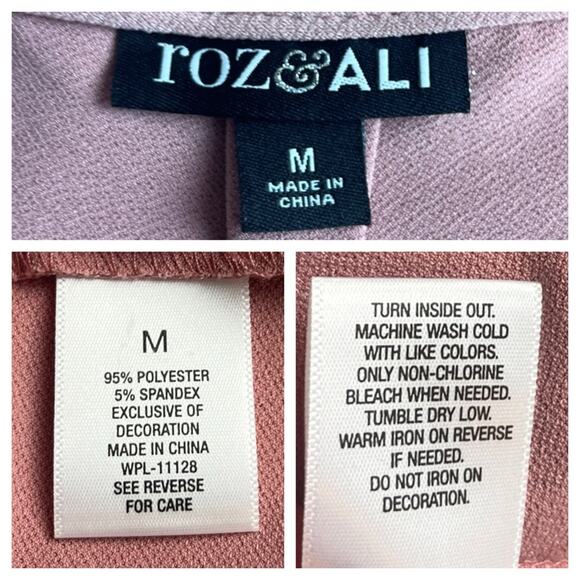 roz&ALI
M
MADE IN
CHINA
M
95% POLYESTER
5% SPANDEX
EXCLUSIVE OF
DECORATION
MADE IN CHINA
WPL-11128
SEE REVERSE
FOR CARE
TURN INSIDE OUT.
MACHINE WASH COLD
WITH LIKE COLORS.
ONLY NON-CHLORINE
BLEACH WHEN NEEDED.
TUMBLE DRY LOW.
WARM IRON ON REVERSE
IF NEEDED.
DO NOT IRON ON
DECORATION.